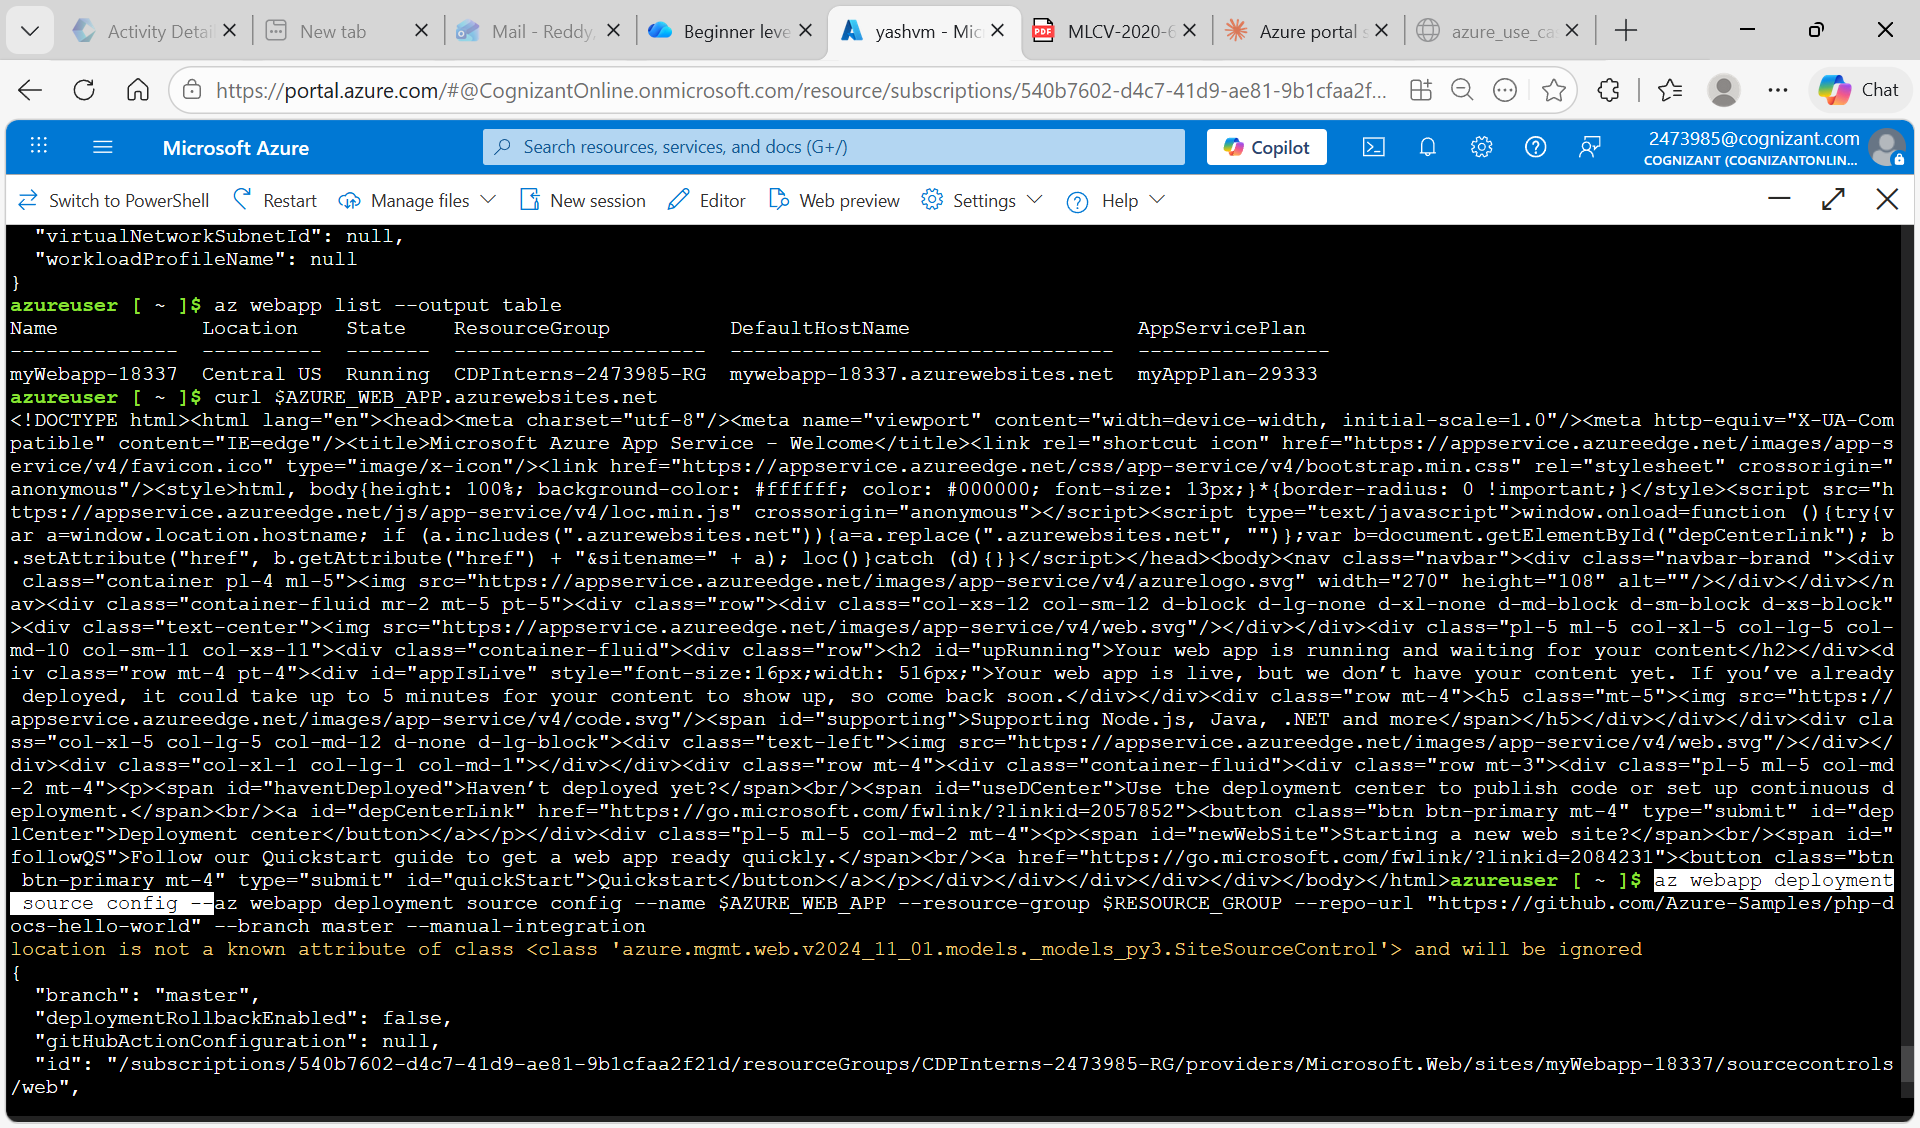 Activity Detai
New tab
Mail - Reddy,
Beginner leve
yashvm - Mic
MLCV-2020-6
Azure portal s
azure_use_ca
https://portal.azure.com/#@CognizantOnline.onmicrosoft.com/resource/subscriptions/540b7602-d4c7-41d9-ae81-9b1cfaa2f...
Chat
Microsoft Azure
Search resources, services, and docs (G+/)
Copilot
2473985@cognizant.com
COGNIZANT (COGNIZANTONLIN...
Switch to PowerShell
Restart
Manage files
New session
Editor
Web preview
Settings
Help
"virtualNetworkSubnetId": null,
"workloadProfileName": null
}
azureuser [ ~ ]$ az webapp list --output table
Name Location State ResourceGroup DefaultHostName AppServicePlan
-------------- ---------- ------- --------------------- -------------------------------- ----------------
myWebapp-18337 Central US Running CDPInterns-2473985-RG mywebapp-18337.azurewebsites.net myAppPlan-29333
azureuser [ ~ ]$ curl $AZURE_WEB_APP.azurewebsites.net
<!DOCTYPE html><html lang="en"><head><meta charset="utf-8"/><meta name="viewport" content="width=device-width, initial-scale=1.0"/><meta http-equiv="X-UA-Com
patible" content="IE=edge"/><title>Microsoft Azure App Service - Welcome</title><link rel="shortcut icon" href="https://appservice.azureedge.net/images/app-s
ervice/v4/favicon.ico" type="image/x-icon"/><link href="https://appservice.azureedge.net/css/app-service/v4/bootstrap.min.css" rel="stylesheet" crossorigin="
anonymous"/><style>html, body{height: 100%; background-color: #ffffff; color: #000000; font-size: 13px;}*{border-radius: 0 !important;}</style><script src="h
ttps://appservice.azureedge.net/js/app-service/v4/loc.min.js" crossorigin="anonymous"></script><script type="text/javascript">window.onload=function (){try{v
ar a=window.location.hostname; if (a.includes(".azurewebsites.net")){a=a.replace(".azurewebsites.net", "")};var b=document.getElementById("depCenterLink"); b
.setAttribute("href", b.getAttribute("href") + "&sitename=" + a); loc()}catch (d){}}</script></head><body><nav class="navbar"><div class="navbar-brand "><div
class="container pl-4 ml-5"><img src="https://appservice.azureedge.net/images/app-service/v4/azurelogo.svg" width="270" height="108" alt=""/></div></div></n
av><div class="container-fluid mr-2 mt-5 pt-5"><div class="row"><div class="col-xs-12 col-sm-12 d-block d-lg-none d-xl-none d-md-block d-sm-block d-xs-block"
><div class="text-center"><img src="https://appservice.azureedge.net/images/app-service/v4/web.svg"/></div></div><div class="pl-5 ml-5 col-xl-5 col-lg-5 col-
md-10 col-sm-11 col-xs-11"><div class="container-fluid"><div class="row"><h2 id="upRunning">Your web app is running and waiting for your content</h2></div><d
iv class="row mt-4 pt-4"><div id="appIsLive" style="font-size:16px;width: 516px;">Your web app is live, but we don’t have your content yet. If you’ve already
deployed, it could take up to 5 minutes for your content to show up, so come back soon.</div></div><div class="row mt-4"><h5 class="mt-5"><img src="https://
appservice.azureedge.net/images/app-service/v4/code.svg"/><span id="supporting">Supporting Node.js, Java, .NET and more</span></h5></div></div></div><div cla
ss="col-xl-5 col-lg-5 col-md-12 d-none d-lg-block"><div class="text-left"><img src="https://appservice.azureedge.net/images/app-service/v4/web.svg"/></div></
div><div class="col-xl-1 col-lg-1 col-md-1"></div></div><div class="row mt-4"><div class="container-fluid"><div class="row mt-3"><div class="pl-5 ml-5 col-md
-2 mt-4"><p><span id="haventDeployed">Haven’t deployed yet?</span><br/><span id="useDCenter">Use the deployment center to publish code or set up continuous d
eployment.</span><br/><a id="depCenterLink" href="https://go.microsoft.com/fwlink/?linkid=2057852"><button class="btn btn-primary mt-4" type="submit" id="dep
lCenter">Deployment center</button></a></p></div><div class="pl-5 ml-5 col-md-2 mt-4"><p><span id="newWebSite">Starting a new web site?</span><br/><span id="
followQS">Follow our Quickstart guide to get a web app ready quickly.</span><br/><a href="https://go.microsoft.com/fwlink/?linkid=2084231"><button class="btn
btn-primary mt-4" type="submit" id="quickStart">Quickstart</button></a></p></div></div></div></div></div></body></html>azureuser [ ~ ]$ az webapp deployment
source config --az webapp deployment source config --name $AZURE_WEB_APP --resource-group $RESOURCE_GROUP --repo-url "https://github.com/Azure-Samples/php-d
ocs-hello-world" --branch master --manual-integration
location is not a known attribute of class <class 'azure.mgmt.web.v2024_11_01.models._models_py3.SiteSourceControl'> and will be ignored
{
"branch": "master",
"deploymentRollbackEnabled": false,
"gitHubActionConfiguration": null,
"id": "/subscriptions/540b7602-d4c7-41d9-ae81-9b1cfaa2f21d/resourceGroups/CDPInterns-2473985-RG/providers/Microsoft.Web/sites/myWebapp-18337/sourcecontrols
/web",